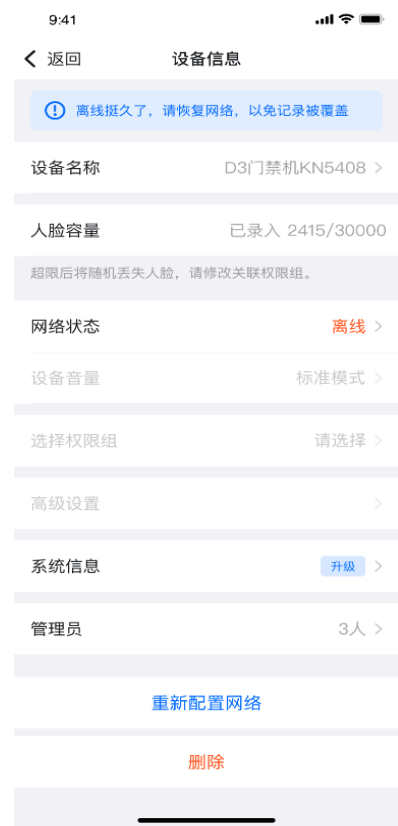 9:41
返回
设备信息
离线挺久了，请恢复网络，以免记录被覆盖
设备名称 D3门禁机KN5408
人脸容量 已录入 2415/30000
超限后将随机丢失人脸，请修改关联权限组。
网络状态 离线
设备音量 标准模式
选择权限组 请选择
高级设置
系统信息 升级
管理员 3人
重新配置网络
删除